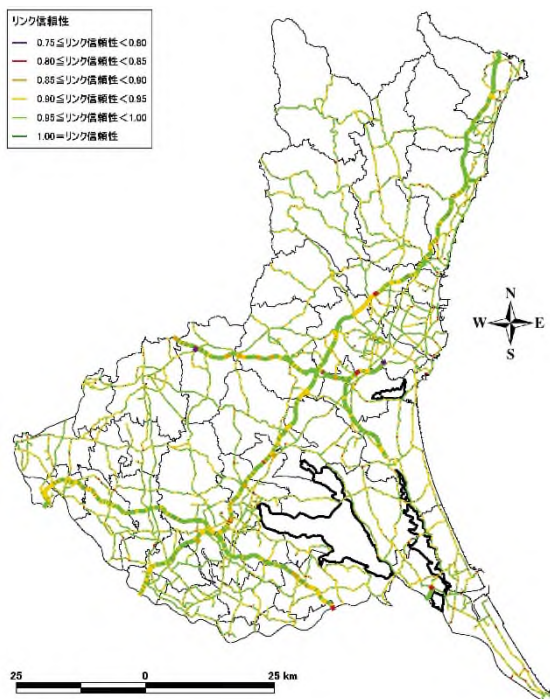 リンク信頼性
0.75≦リンク信頼性<0.80
0.80≦リンク信頼性<0.85
0.85≦リンク信頼性<0.90
0.90≦リンク信頼性<0.95
0.95≦リンク信頼性<1.00
1.00=リンク信頼性
N
W E
S
25 0 25 km